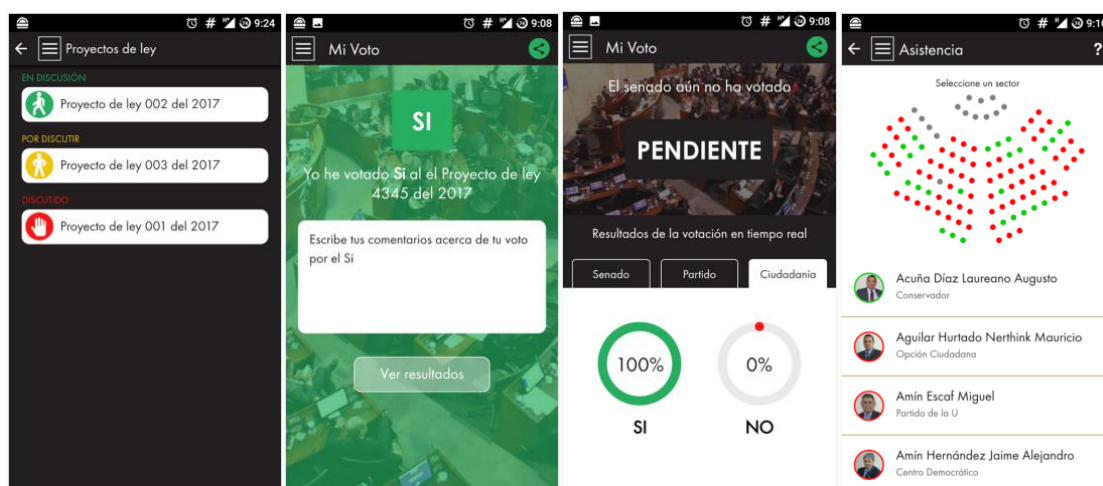 9:24
Proyectos de ley
EN DISCUSIÓN
Proyecto de ley 002 del 2017
POR DISCUTIR
Proyecto de ley 003 del 2017
DISCUTIDO
Proyecto de ley 001 del 2017
9:08
Mi Voto
SI
Yo he votado Si al el Proyecto de ley
4345 del 2017
Escribe tus comentarios acerca de tu voto
por el Si
Ver resultados
9:08
Mi Voto
El senado aún no ha votado
PENDIENTE
Resultados de la votación en tiempo real
Senado
Partido
Ciudadanía
100%
0%
SI
NO
9:10
Asistencia
?
Seleccione un sector
Acuña Díaz Laureano Augusto
Conservador
Aguilar Hurtado Nerthink Mauricio
Opción Ciudadana
Amín Escaf Miguel
Partido de la U
Amín Hernández Jaime Alejandro
Centro Democrático